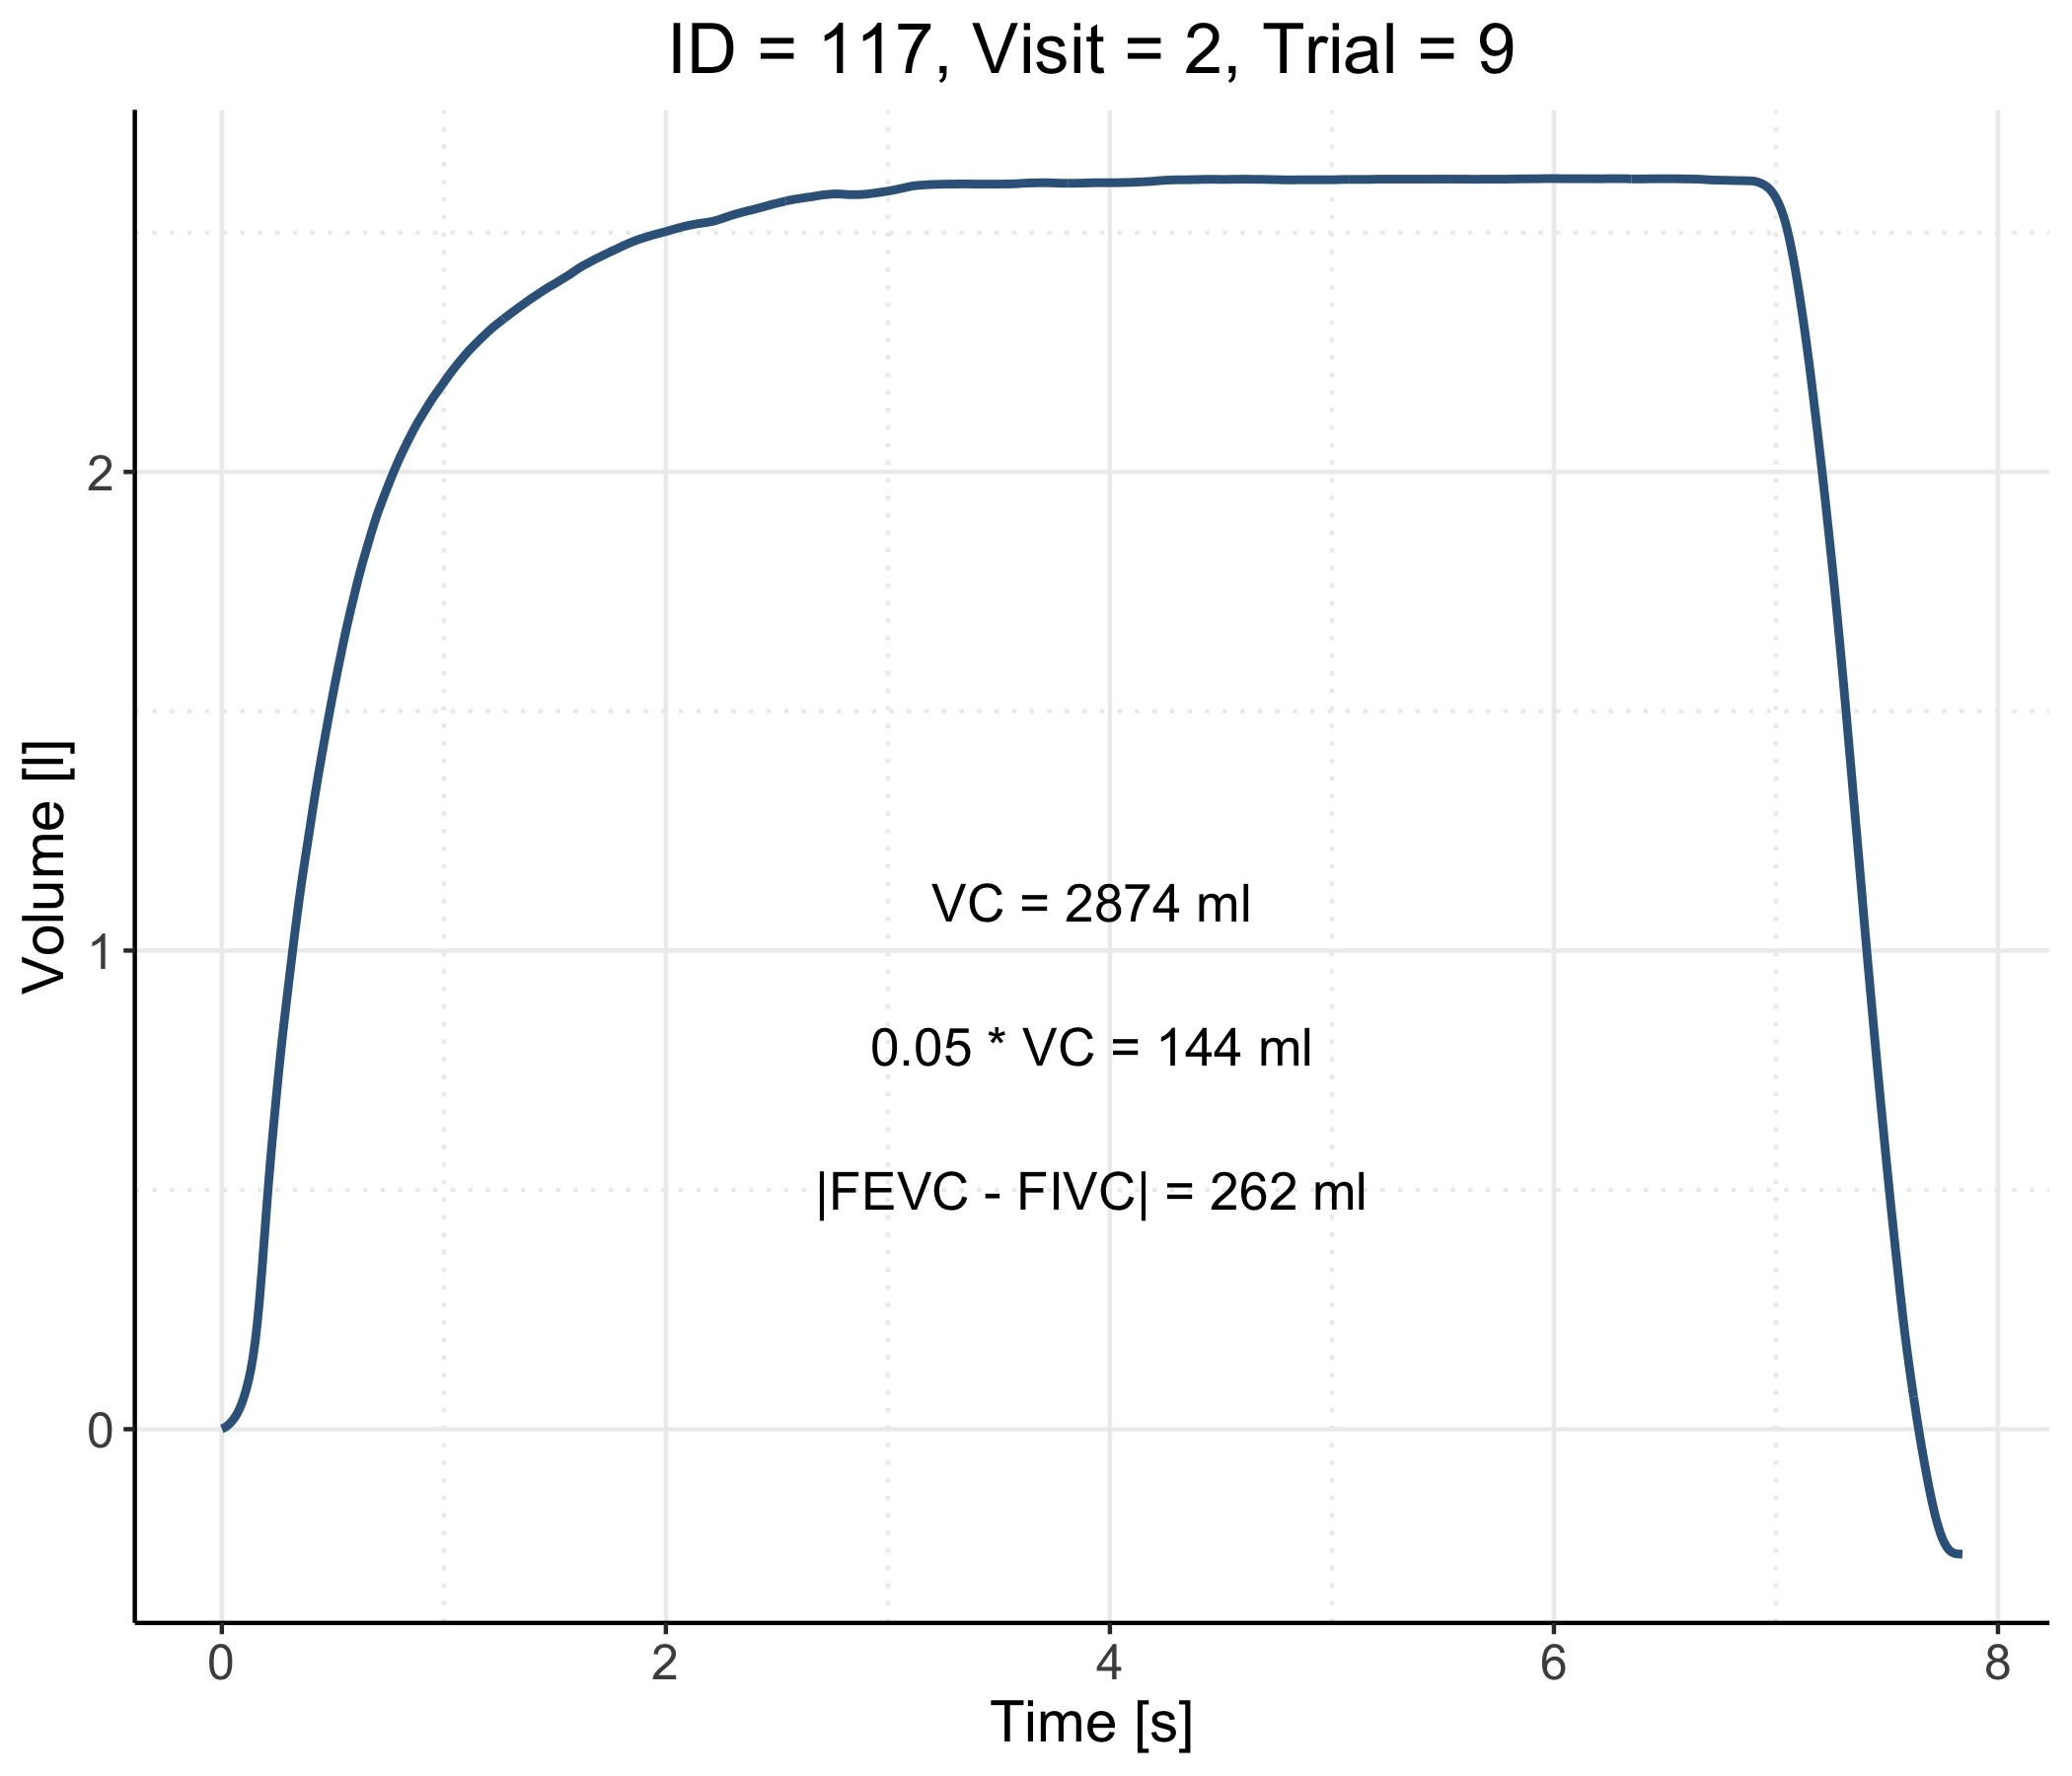 ID = 117, Visit = 2, Trial = 9
Volume [l]
2
1
0
VC = 2874 ml
0.05 * VC = 144 ml
|FEVC - FIVC| = 262 ml
0 2 4 6 8
Time [s]